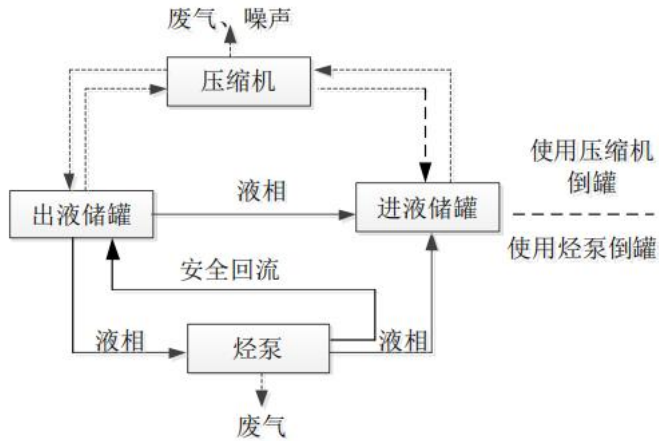 废气、噪声
压缩机
使用压缩机
倒罐
液相
出液储罐
进液储罐
使用烃泵倒罐
安全回流
液相
烃泵
液相
废气